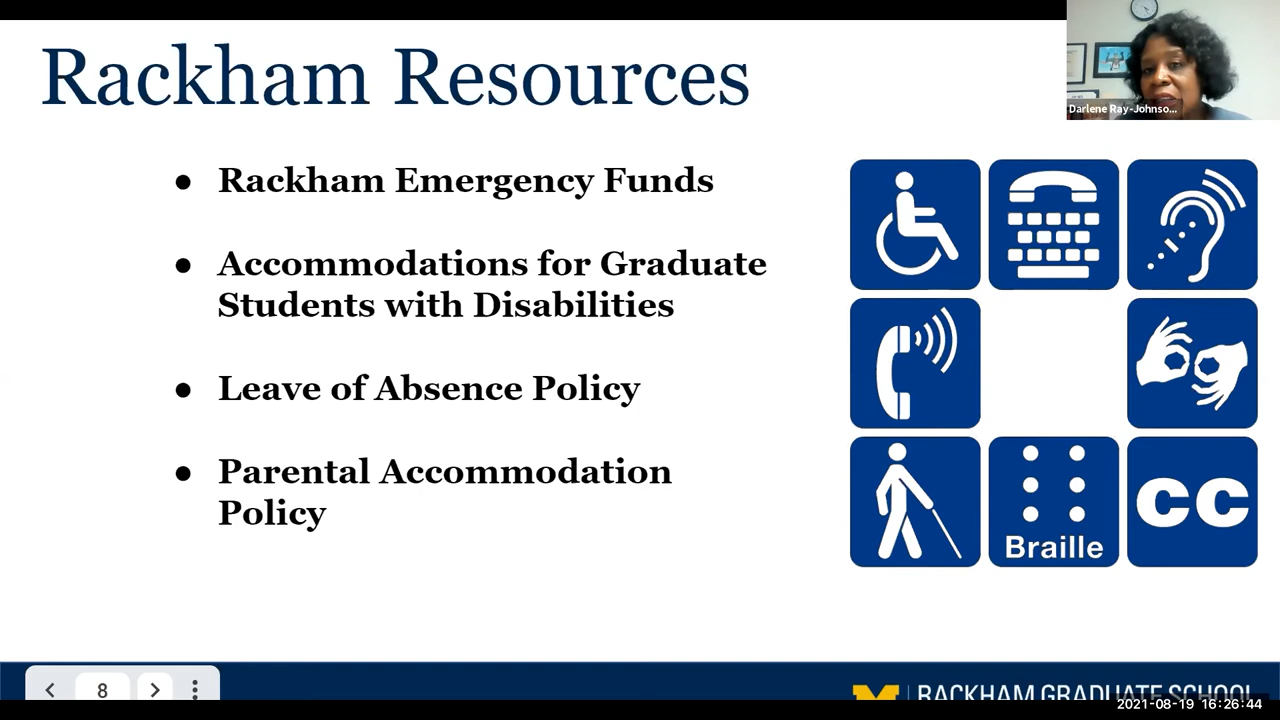 Rackham Resources
Darlene Ray-Johnso...
● Rackham Emergency Funds
● Accommodations for Graduate
Students with Disabilities
● Leave of Absence Policy
● Parental Accommodation
Policy
Braille
CC
8
M | RACKHAM GRADUATE SCHOOL
2021-08-19 16:26:44